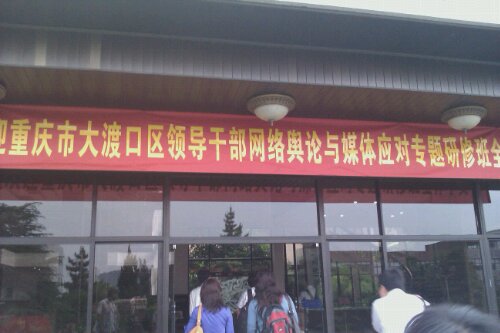 迎重庆市大渡口区领导干部网络舆论与媒体应对专题研修班全